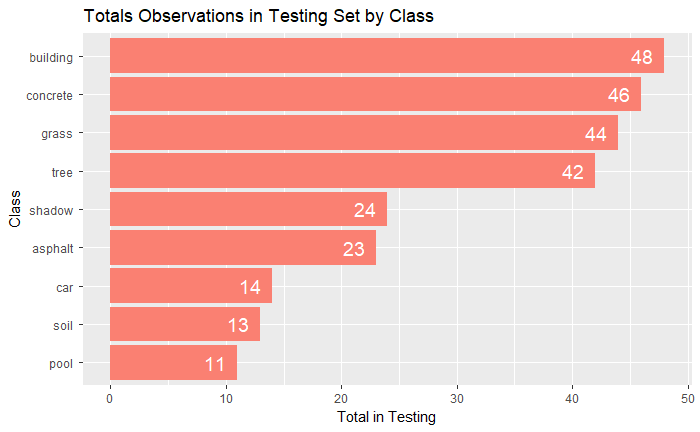 Totals Observations in Testing Set by Class
Class
building 48
concrete 46
grass 44
tree 42
shadow 24
asphalt 23
car 14
soil 13
pool 11
0 10 20 30 40 50
Total in Testing